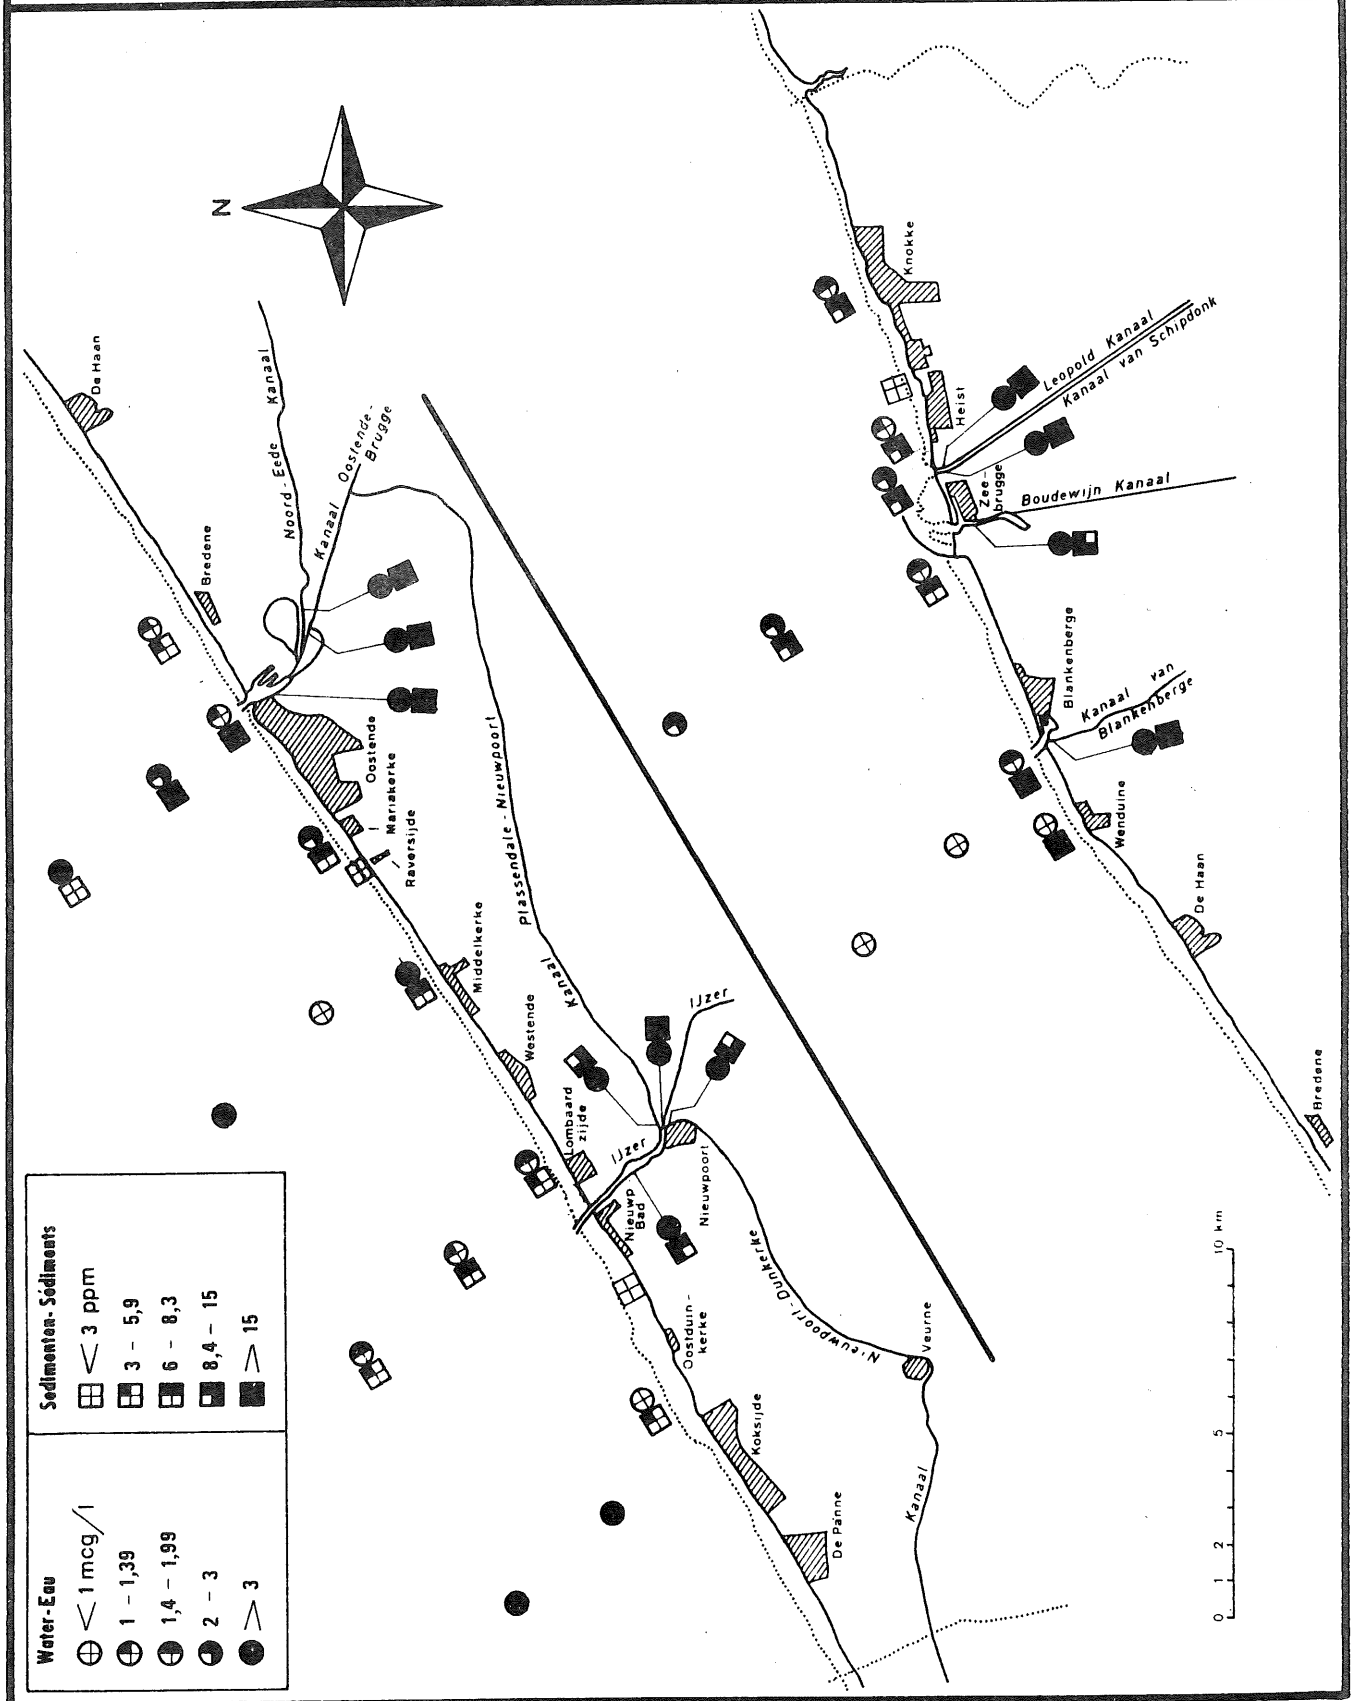 Water-Eau
< 1 mcg/l
1 - 1,39
1,4 - 1,99
2 - 3
> 3
Sedimenten-Sédiments
< 3 ppm
3 - 5,9
6 - 8,3
8,4 - 15
> 15
N
De Haan
Bredene
Noord-Eede Kanaal
Kanaal Oostende-
Brugge
Oostende
Mariakerke
Raversijde
Middelkerke
Westende
Lombaard
zijde
IJzer
Nieuwp
Bad
Nieuwpoort
Kanaal Plassendale - Nieuwpoort
IJzer
Oostduin-
kerke
Koksijde
De Panne
Kanaal Nieuwpoort-Dunkerke
Veurne
Knokke
Heist
Leopold Kanaal
Kanaal van Schipdonk
Zee-
brugge
Boudewijn Kanaal
Blankenberge
Kanaal van
Blankenberge
Wenduine
De Haan
Bredene
0 1 2 5 10 km